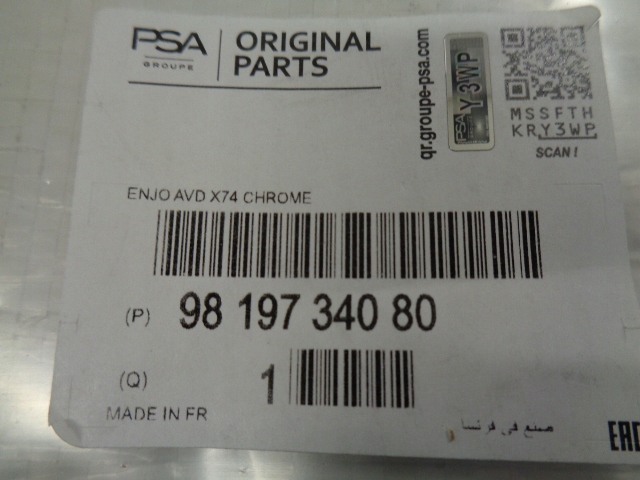 PSA
GROUPE
ORIGINAL
PARTS
qr.groupe-psa.com
PSA
Y3WP
MSSFTH
KRY3WP
SCAN!
ENJO AVD X74 CHROME
(P) 98 197 340 80
(Q) 1
MADE IN FR
صنع في فرنسا
EAC